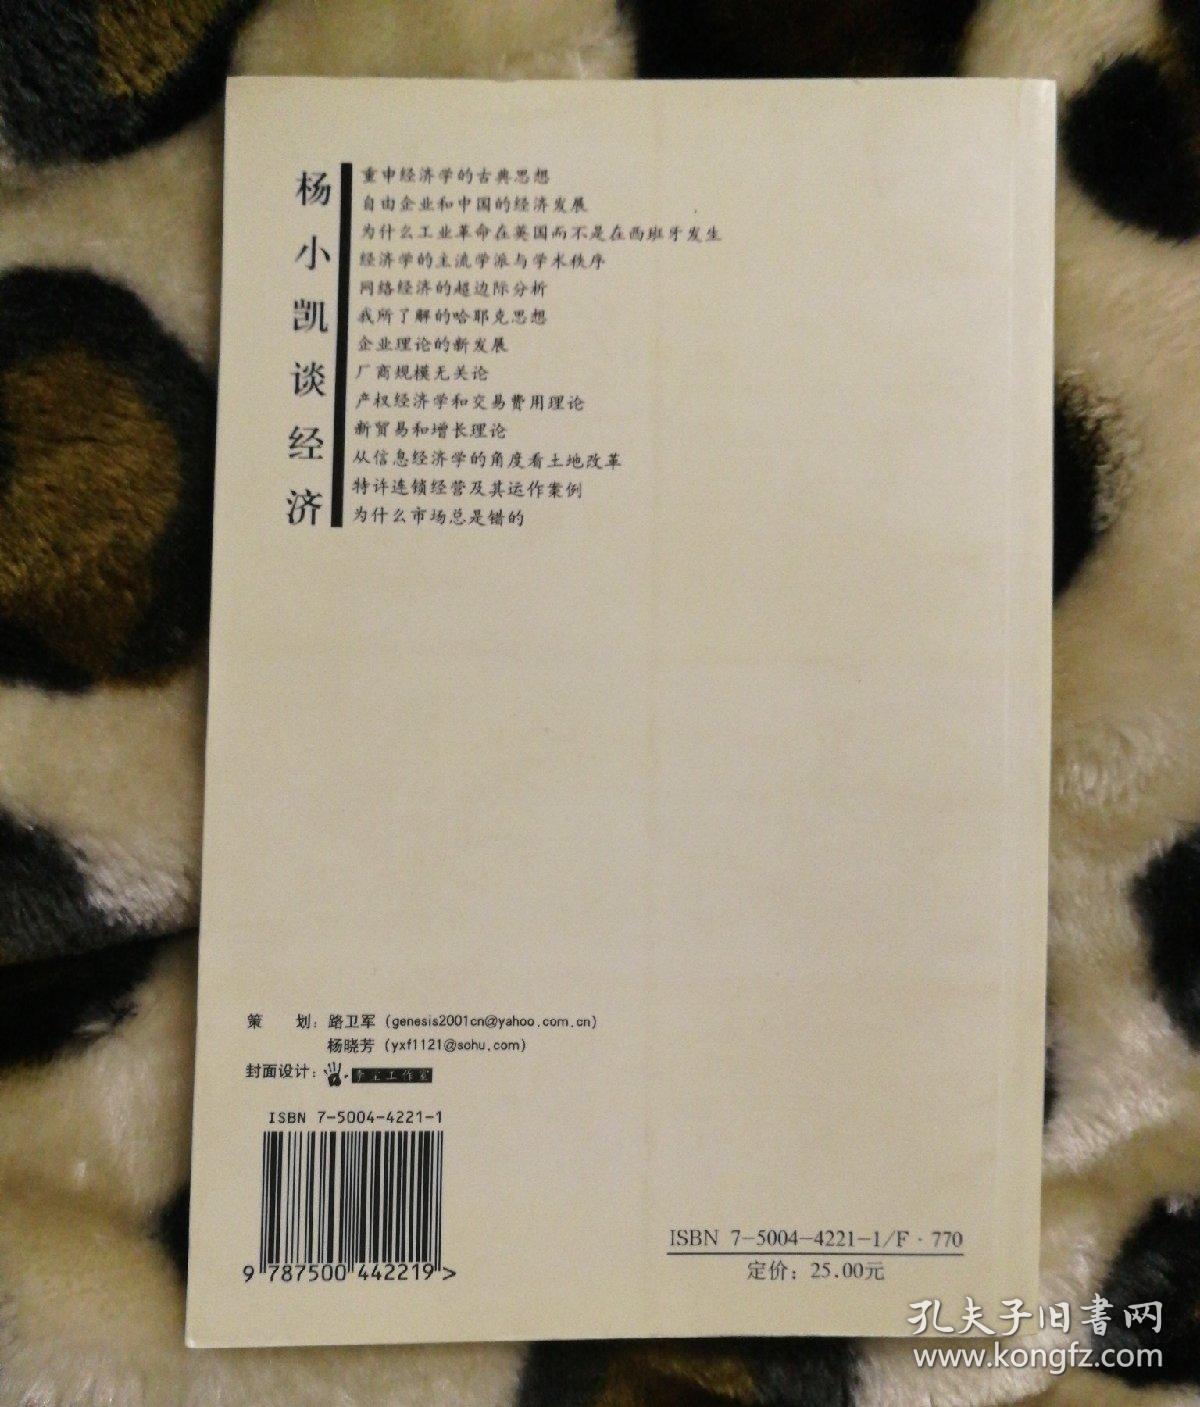 杨小凯谈经济
重申经济学的古典思想
自由企业和中国的经济发展
为什么工业革命在英国而不是在西班牙发生
经济学的主流学派与学术秩序
网络经济的超边际分析
我所了解的哈耶克思想
企业理论的新发展
厂商规模无关论
产权经济学和交易费用理论
新贸易和增长理论
从信息经济学的角度看土地改革
特许连锁经营及其运作案例
为什么市场总是错的
策 划：路卫军（genesis2001cn@yahoo.com.cn）
杨晓芳（yxf1121@sohu.com）
封面设计：工作室
ISBN 7-5004-4221-1
9 787500 442219 >
ISBN 7-5004-4221-1/F·770
定价：25.00元
孔夫子旧书网
www.kongfz.com